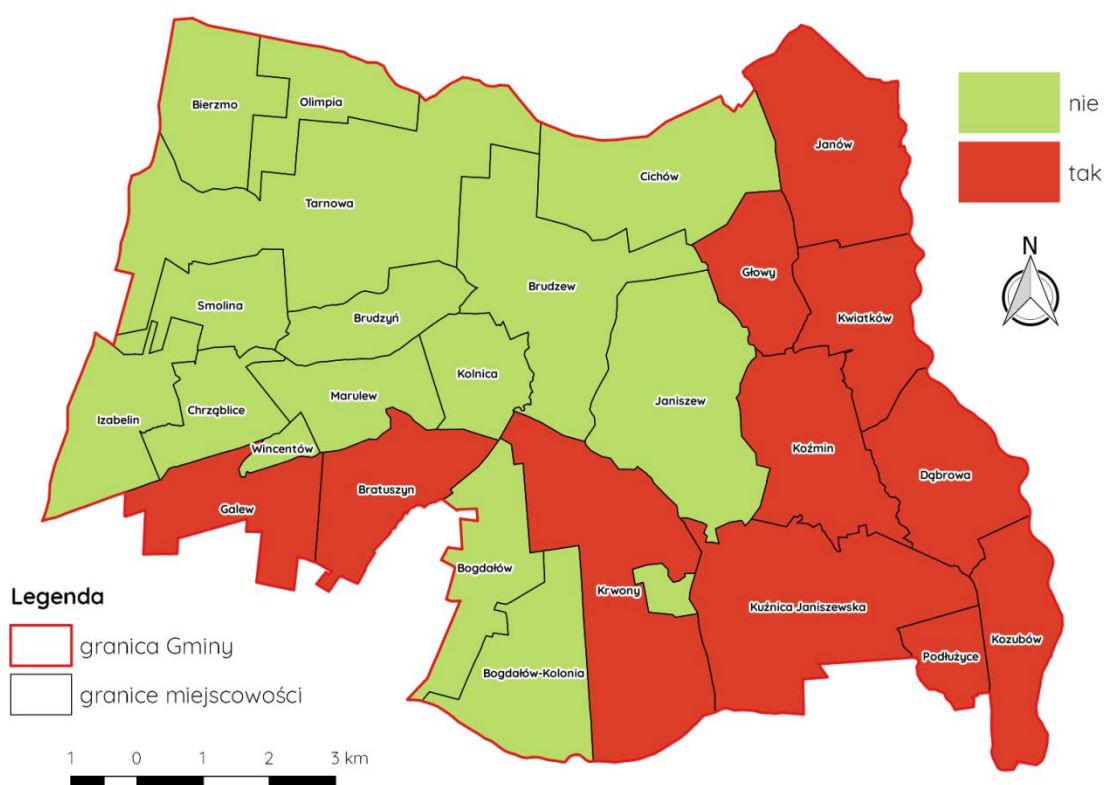 nie
tak
N
Bierzmo
Olimpia
Janów
Cichów
Tarnowa
Głowy
Brudzew
Smolina
Brudzyń
Kwiatków
Kolnica
Marulew
Janiszew
Chrząblice
Izabelin
Wincentów
Koźmin
Dąbrowa
Bratuszyn
Galew
Bogdałów
Krwony
Kuźnica Janiszewska
Kozubów
Podłużyce
Bogdałów-Kolonia
Legenda
granica Gminy
granice miejscowości
1 0 1 2 3 km